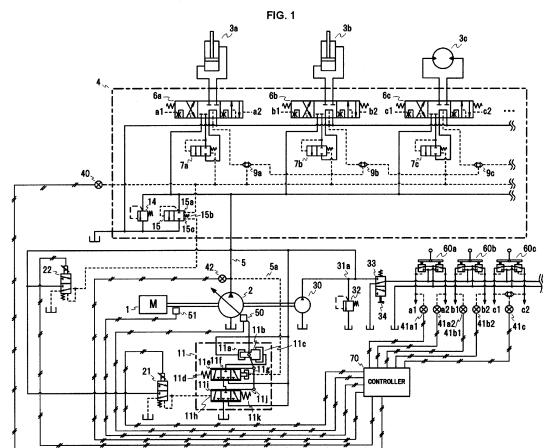 FIG. 1
3a 3b 3c
4
6a 6b 6c
a1 a2 b1 b2 c1 c2
7a 7b 7c
9a 9b 9c
40
14 15a
15b
15 15c
22
5
42 5a
30 31a 33
60a 60b 60c
1 M 2
32
34
51 50
a1 a2 b1 b2 c1 c2
41a1 41a2 41b1 41b2 41c
11a 11b
11 11c
11e 11f
11d 11g
11i
21
11h 11j
11k
70
CONTROLLER